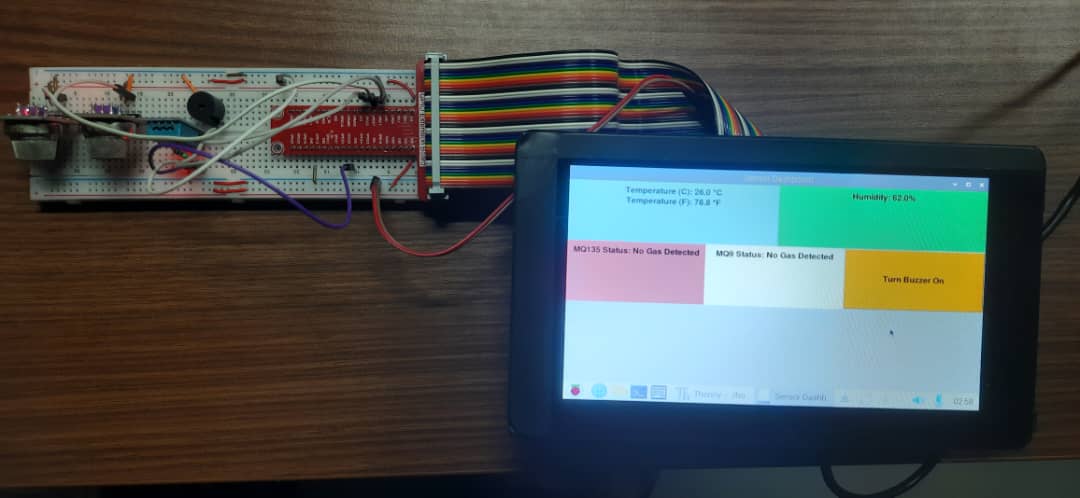 Sensor Dashboard
Temperature (C): 26.0 °C
Temperature (F): 78.8 °F
Humidity: 62.0%
MQ135 Status: No Gas Detected
MQ9 Status: No Gas Detected
Turn Buzzer On
Thonny -
Sensor Dashb
02:58